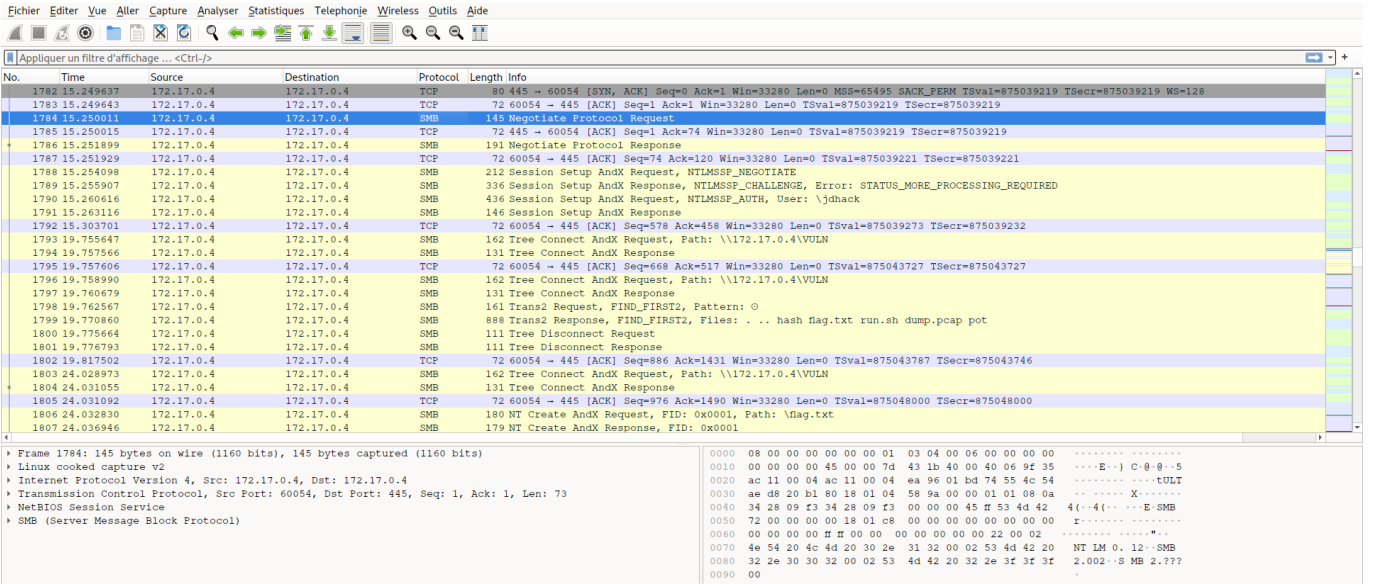 Fichier Editer Vue Aller Capture Analyser Statistiques Telephonie Wireless Outils Aide
Appliquer un filtre d'affichage ... <Ctrl-/>
No. Time Source Destination Protocol Length Info
1782 15.249637 172.17.0.4 172.17.0.4 TCP 80 445 → 60054 [SYN, ACK] Seq=0 Ack=1 Win=33280 Len=0 MSS=65495 SACK_PERM TSval=875039219 TSecr=875039219 WS=128
1783 15.249643 172.17.0.4 172.17.0.4 TCP 72 60054 → 445 [ACK] Seq=1 Ack=1 Win=33280 Len=0 TSval=875039219 TSecr=875039219
1784 15.250011 172.17.0.4 172.17.0.4 SMB 145 Negotiate Protocol Request
1785 15.250015 172.17.0.4 172.17.0.4 TCP 72 445 → 60054 [ACK] Seq=1 Ack=74 Win=33280 Len=0 TSval=875039219 TSecr=875039219
1786 15.251899 172.17.0.4 172.17.0.4 SMB 191 Negotiate Protocol Response
1787 15.251929 172.17.0.4 172.17.0.4 TCP 72 60054 → 445 [ACK] Seq=74 Ack=120 Win=33280 Len=0 TSval=875039221 TSecr=875039221
1788 15.254098 172.17.0.4 172.17.0.4 SMB 212 Session Setup AndX Request, NTLMSSP_NEGOTIATE
1789 15.255907 172.17.0.4 172.17.0.4 SMB 336 Session Setup AndX Response, NTLMSSP_CHALLENGE, Error: STATUS_MORE_PROCESSING_REQUIRED
1790 15.260616 172.17.0.4 172.17.0.4 SMB 436 Session Setup AndX Request, NTLMSSP_AUTH, User: \jdhack
1791 15.263116 172.17.0.4 172.17.0.4 SMB 146 Session Setup AndX Response
1792 15.303701 172.17.0.4 172.17.0.4 TCP 72 60054 → 445 [ACK] Seq=578 Ack=458 Win=33280 Len=0 TSval=875039273 TSecr=875039232
1793 19.755647 172.17.0.4 172.17.0.4 SMB 162 Tree Connect AndX Request, Path: \\172.17.0.4\VULN
1794 19.757566 172.17.0.4 172.17.0.4 SMB 131 Tree Connect AndX Response
1795 19.757606 172.17.0.4 172.17.0.4 TCP 72 60054 → 445 [ACK] Seq=668 Ack=517 Win=33280 Len=0 TSval=875043727 TSecr=875043727
1796 19.758990 172.17.0.4 172.17.0.4 SMB 162 Tree Connect AndX Request, Path: \\172.17.0.4\VULN
1797 19.760679 172.17.0.4 172.17.0.4 SMB 131 Tree Connect AndX Response
1798 19.762567 172.17.0.4 172.17.0.4 SMB 161 Trans2 Request, FIND_FIRST2, Pattern:
1799 19.770860 172.17.0.4 172.17.0.4 SMB 888 Trans2 Response, FIND_FIRST2, Files: . .. hash flag.txt run.sh dump.pcap pot
1800 19.775664 172.17.0.4 172.17.0.4 SMB 111 Tree Disconnect Request
1801 19.776793 172.17.0.4 172.17.0.4 SMB 111 Tree Disconnect Response
1802 19.817502 172.17.0.4 172.17.0.4 TCP 72 60054 → 445 [ACK] Seq=886 Ack=1431 Win=33280 Len=0 TSval=875043787 TSecr=875043746
1803 24.028973 172.17.0.4 172.17.0.4 SMB 162 Tree Connect AndX Request, Path: \\172.17.0.4\VULN
1804 24.031055 172.17.0.4 172.17.0.4 SMB 131 Tree Connect AndX Response
1805 24.031092 172.17.0.4 172.17.0.4 TCP 72 60054 → 445 [ACK] Seq=976 Ack=1490 Win=33280 Len=0 TSval=875048000 TSecr=875048000
1806 24.032830 172.17.0.4 172.17.0.4 SMB 180 NT Create AndX Request, FID: 0x0001, Path: \flag.txt
1807 24.036946 172.17.0.4 172.17.0.4 SMB 179 NT Create AndX Response, FID: 0x0001
Frame 1784: 145 bytes on wire (1160 bits), 145 bytes captured (1160 bits)
Linux cooked capture v2
Internet Protocol Version 4, Src: 172.17.0.4, Dst: 172.17.0.4
Transmission Control Protocol, Src Port: 60054, Dst Port: 445, Seq: 1, Ack: 1, Len: 73
NetBIOS Session Service
SMB (Server Message Block Protocol)
0000 08 00 00 00 00 00 00 01 03 04 00 06 00 00 00 00 ········ ········
0010 00 00 00 00 45 00 00 7d 43 1b 40 00 40 06 9f 35 ····E··} C·@·@··5
0020 ac 11 00 04 ac 11 00 04 ea 96 01 bd 74 55 4c 54 ········ ····tULT
0030 ae d8 20 b1 80 18 01 04 58 9a 00 00 01 01 08 0a ·· ····· X·······
0040 34 28 09 f3 34 28 09 f3 00 00 00 45 ff 53 4d 42 4(··4(·· ···E·SMB
0050 72 00 00 00 00 18 01 c8 00 00 00 00 00 00 00 00 r······· ········
0060 00 00 00 00 ff ff 00 00 00 00 00 00 00 22 00 02 ········ ·····"··
0070 4e 54 20 4c 4d 20 30 2e 31 32 00 02 53 4d 42 20 NT LM 0. 12··SMB
0080 32 2e 30 30 32 00 02 53 4d 42 20 32 2e 3f 3f 3f 2.002··S MB 2.???
0090 00 ·